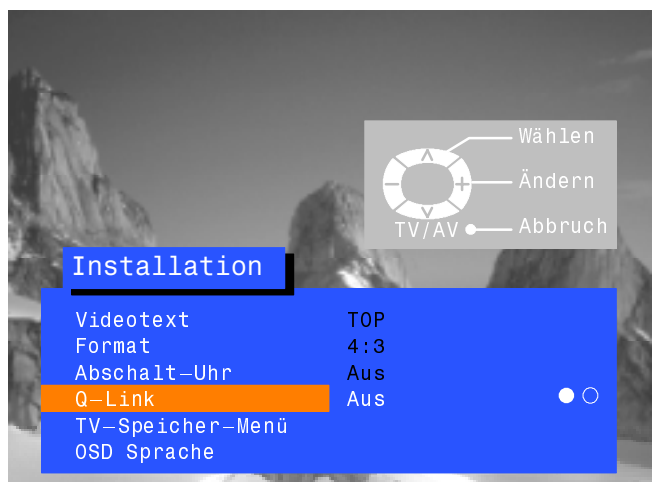 Wählen
Ändern
TV/AV Abbruch
Installation
Videotext TOP
Format 4:3
Abschalt–Uhr Aus
Q–Link Aus
TV–Speicher–Menü
OSD Sprache